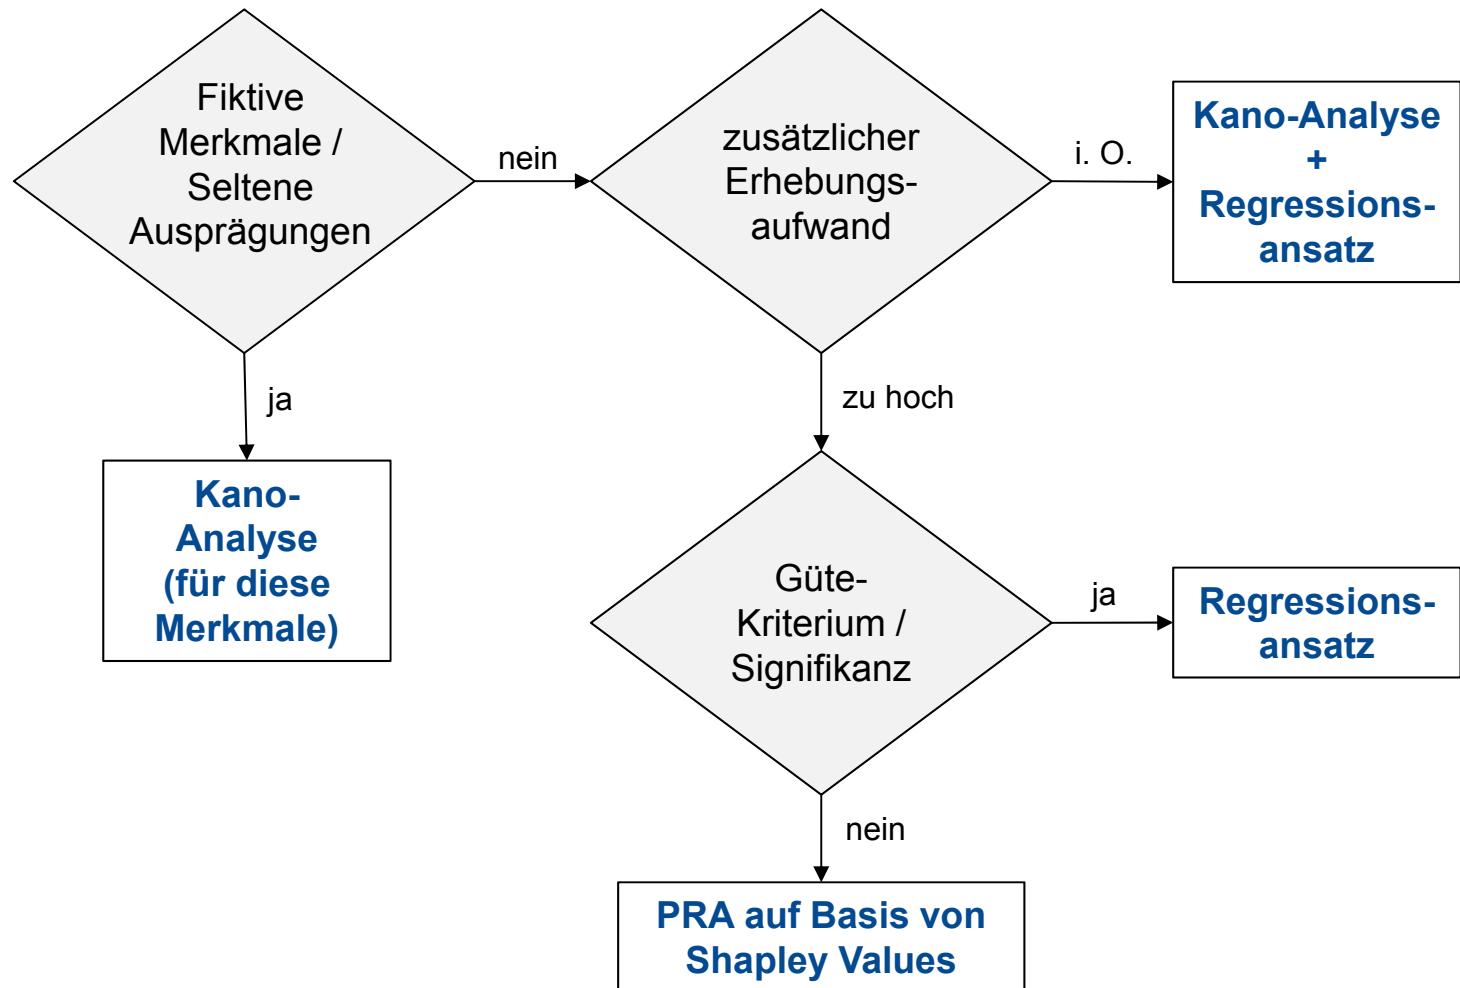 Fiktive
Merkmale /
Seltene
Ausprägungen
nein
zusätzlicher
Erhebungs-
aufwand
i. O.
Kano-Analyse
+
Regressions-
ansatz
ja
Kano-
Analyse
(für diese
Merkmale)
zu hoch
Güte-
Kriterium /
Signifikanz
ja
Regressions-
ansatz
nein
PRA auf Basis von
Shapley Values